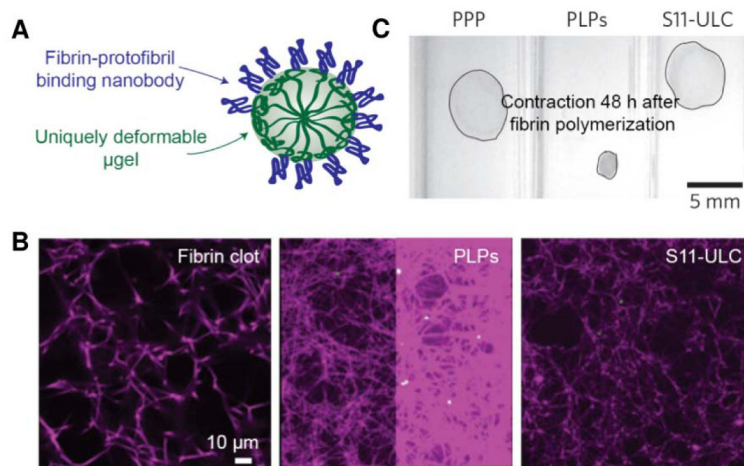 A
Fibrin-protofibril
binding nanobody
Uniquely deformable
µgel
C
PPP
PLPs
S11-ULC
Contraction 48 h after
fibrin polymerization
5 mm
B
Fibrin clot
10 µm
PLPs
S11-ULC